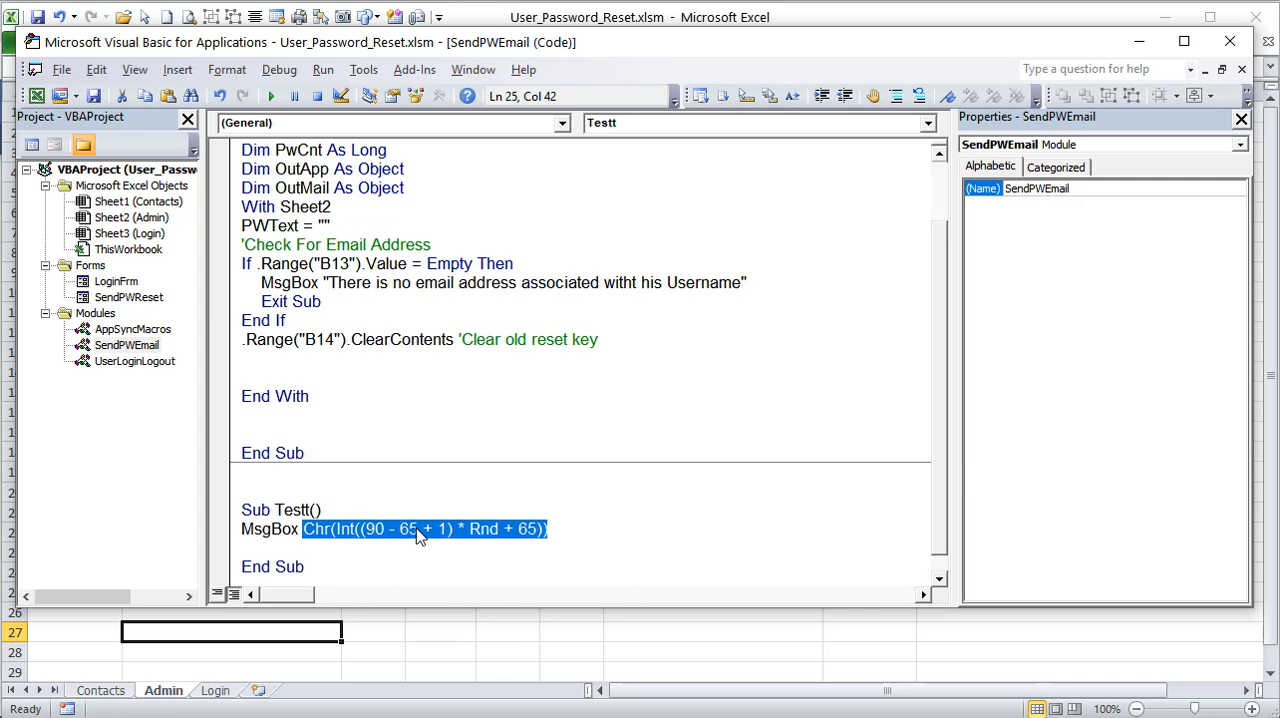 User_Password_Reset.xlsm - Microsoft Excel
Microsoft Visual Basic for Applications - User_Password_Reset.xlsm - [SendPWEmail (Code)]
File Edit View Insert Format Debug Run Tools Add-Ins Window Help
Type a question for help
Ln 25, Col 42
Project - VBAProject
(General)
Testt
Properties - SendPWEmail
SendPWEmail Module
Alphabetic Categorized
(Name) SendPWEmail
VBAProject (User_Passw
Microsoft Excel Objects
Sheet1 (Contacts)
Sheet2 (Admin)
Sheet3 (Login)
ThisWorkbook
Forms
LoginFrm
SendPWReset
Modules
AppSyncMacros
SendPWEmail
UserLoginLogout
Dim PwCnt As Long
Dim OutApp As Object
Dim OutMail As Object
With Sheet2
PWText = ""
'Check For Email Address
If .Range("B13").Value = Empty Then
MsgBox "There is no email address associated witht his Username"
Exit Sub
End If
.Range("B14").ClearContents 'Clear old reset key
End With
End Sub
Sub Testt()
MsgBox Chr(Int((90 - 65 + 1) * Rnd + 65))
End Sub
26
27
28
29
Contacts Admin Login
Ready
100%